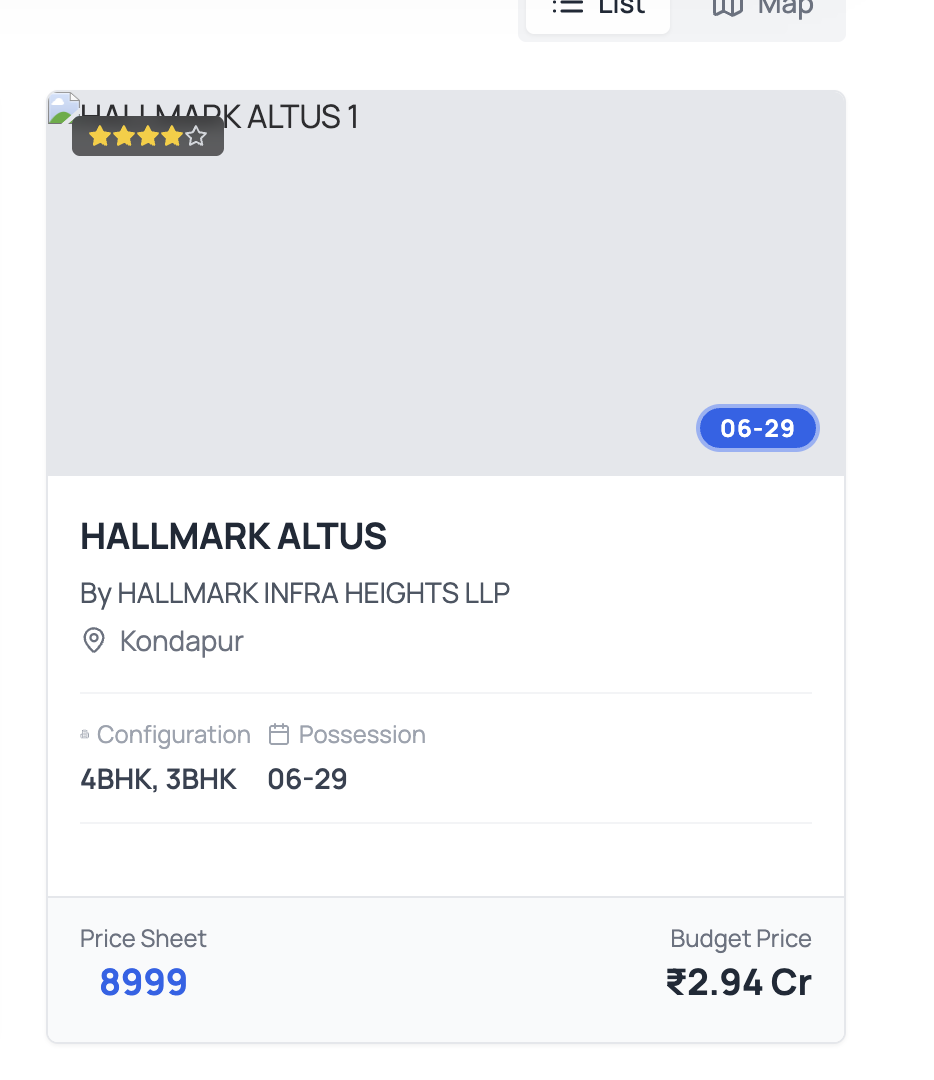 List Map
HALLMARK ALTUS 1
06-29
HALLMARK ALTUS
By HALLMARK INFRA HEIGHTS LLP
Kondapur
Configuration Possession
4BHK, 3BHK 06-29
Price Sheet Budget Price
8999 ₹2.94 Cr